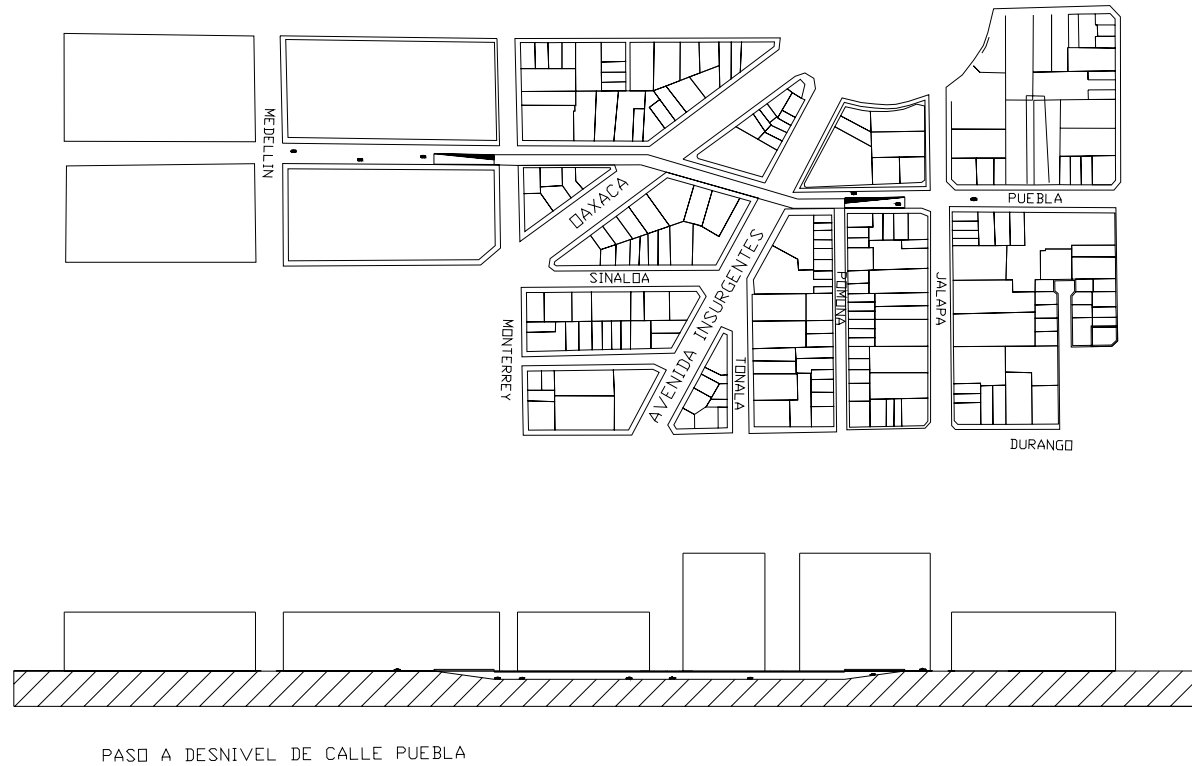 MEDELLIN
OAXACA
PUEBLA
SINALOA
AVENIDA INSURGENTES
POMONA
JALAPA
MONTERREY
TONALA
DURANGO
PASO A DESNIVEL DE CALLE PUEBLA